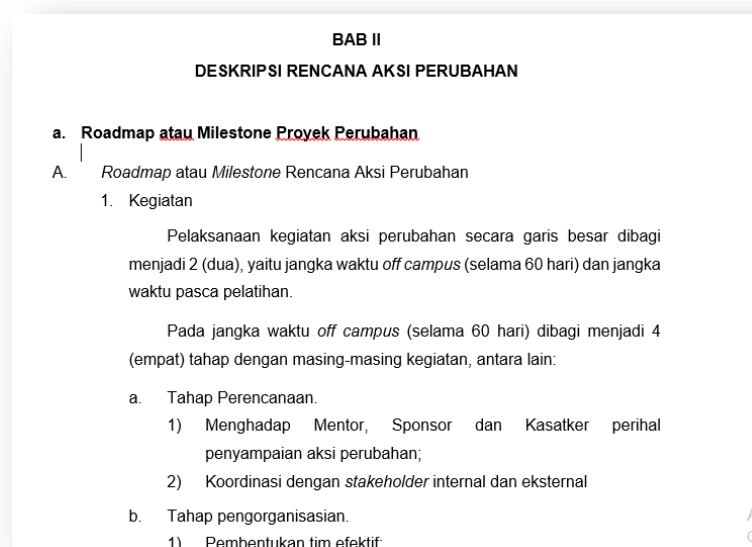 BAB II
DESKRIPSI RENCANA AKSI PERUBAHAN
a. Roadmap atau Milestone Proyek Perubahan
A. Roadmap atau Milestone Rencana Aksi Perubahan
1. Kegiatan
Pelaksanaan kegiatan aksi perubahan secara garis besar dibagi
menjadi 2 (dua), yaitu jangka waktu off campus (selama 60 hari) dan jangka
waktu pasca pelatihan.
Pada jangka waktu off campus (selama 60 hari) dibagi menjadi 4
(empat) tahap dengan masing-masing kegiatan, antara lain:
a. Tahap Perencanaan.
1) Menghadap Mentor, Sponsor dan Kasatker perihal
penyampaian aksi perubahan;
2) Koordinasi dengan stakeholder internal dan eksternal
b. Tahap pengorganisasian.
1) Pembentukan tim efektif;